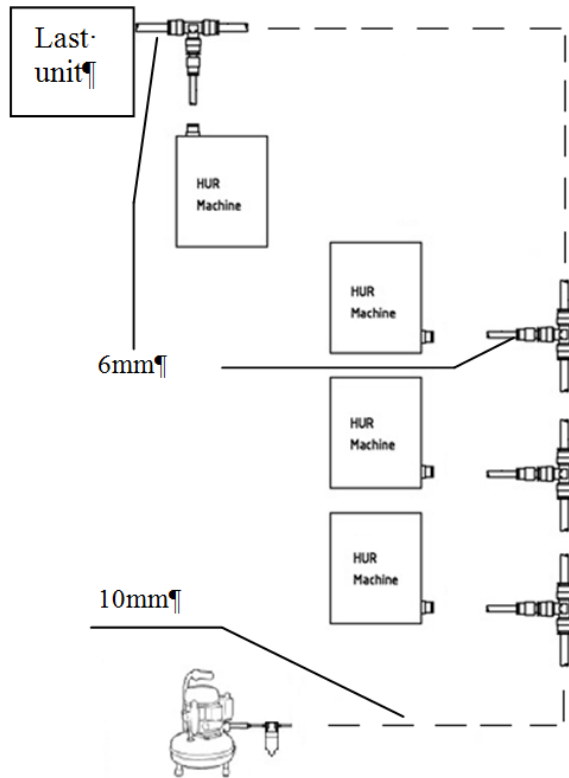 Last·
unit¶
HUR
Machine
HUR
Machine
6mm¶
HUR
Machine
HUR
Machine
10mm¶